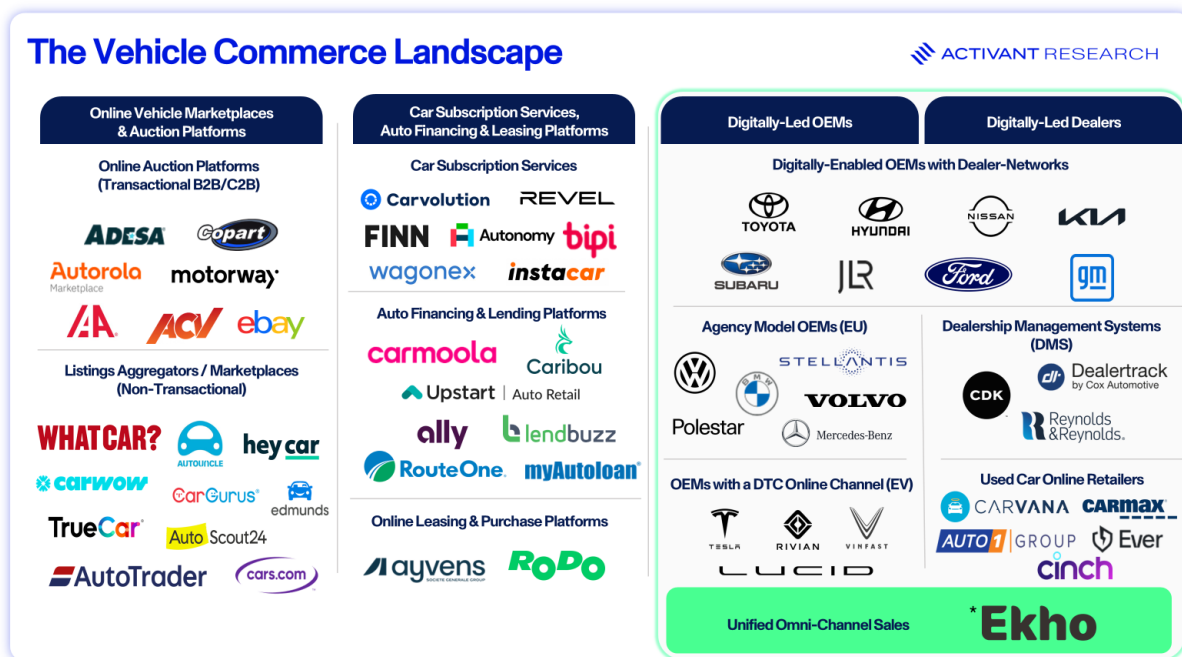 The Vehicle Commerce Landscape
ACTIVANT RESEARCH
Online Vehicle Marketplaces
& Auction Platforms
Online Auction Platforms
(Transactional B2B/C2B)
ADESA
Copart
Autorola
Marketplace
motorway
IAA
ACV
ebay
Listings Aggregators / Marketplaces
(Non-Transactional)
WHATCAR?
AUTOUNCLE
hey car
carwow
CarGurus
edmunds
TrueCar
AutoScout24
AutoTrader
cars.com
Car Subscription Services,
Auto Financing & Leasing Platforms
Car Subscription Services
Carvolution
REVEL
FINN
Autonomy
bipi
wagonex
instacar
Auto Financing & Lending Platforms
carmoola
Caribou
Upstart | Auto Retail
ally
lendbuzz
RouteOne
myAutoloan
Online Leasing & Purchase Platforms
ayvens
SOCIETE GENERALE GROUP
RODO
Digitally-Led OEMs
Digitally-Led Dealers
Digitally-Enabled OEMs with Dealer-Networks
TOYOTA
HYUNDAI
NISSAN
KIA
SUBARU
JLR
Ford
gm
Agency Model OEMs (EU)
STELLANTIS
BMW
VOLVO
Polestar
Mercedes-Benz
OEMs with a DTC Online Channel (EV)
TESLA
RIVIAN
VINFAST
LUCID
Dealership Management Systems
(DMS)
CDK
Dealertrack
by Cox Automotive
Reynolds
&Reynolds.
Used Car Online Retailers
CARVANA
CARMAX
AUTO1 | GROUP
Ever
cinch
Unified Omni-Channel Sales
*Ekho